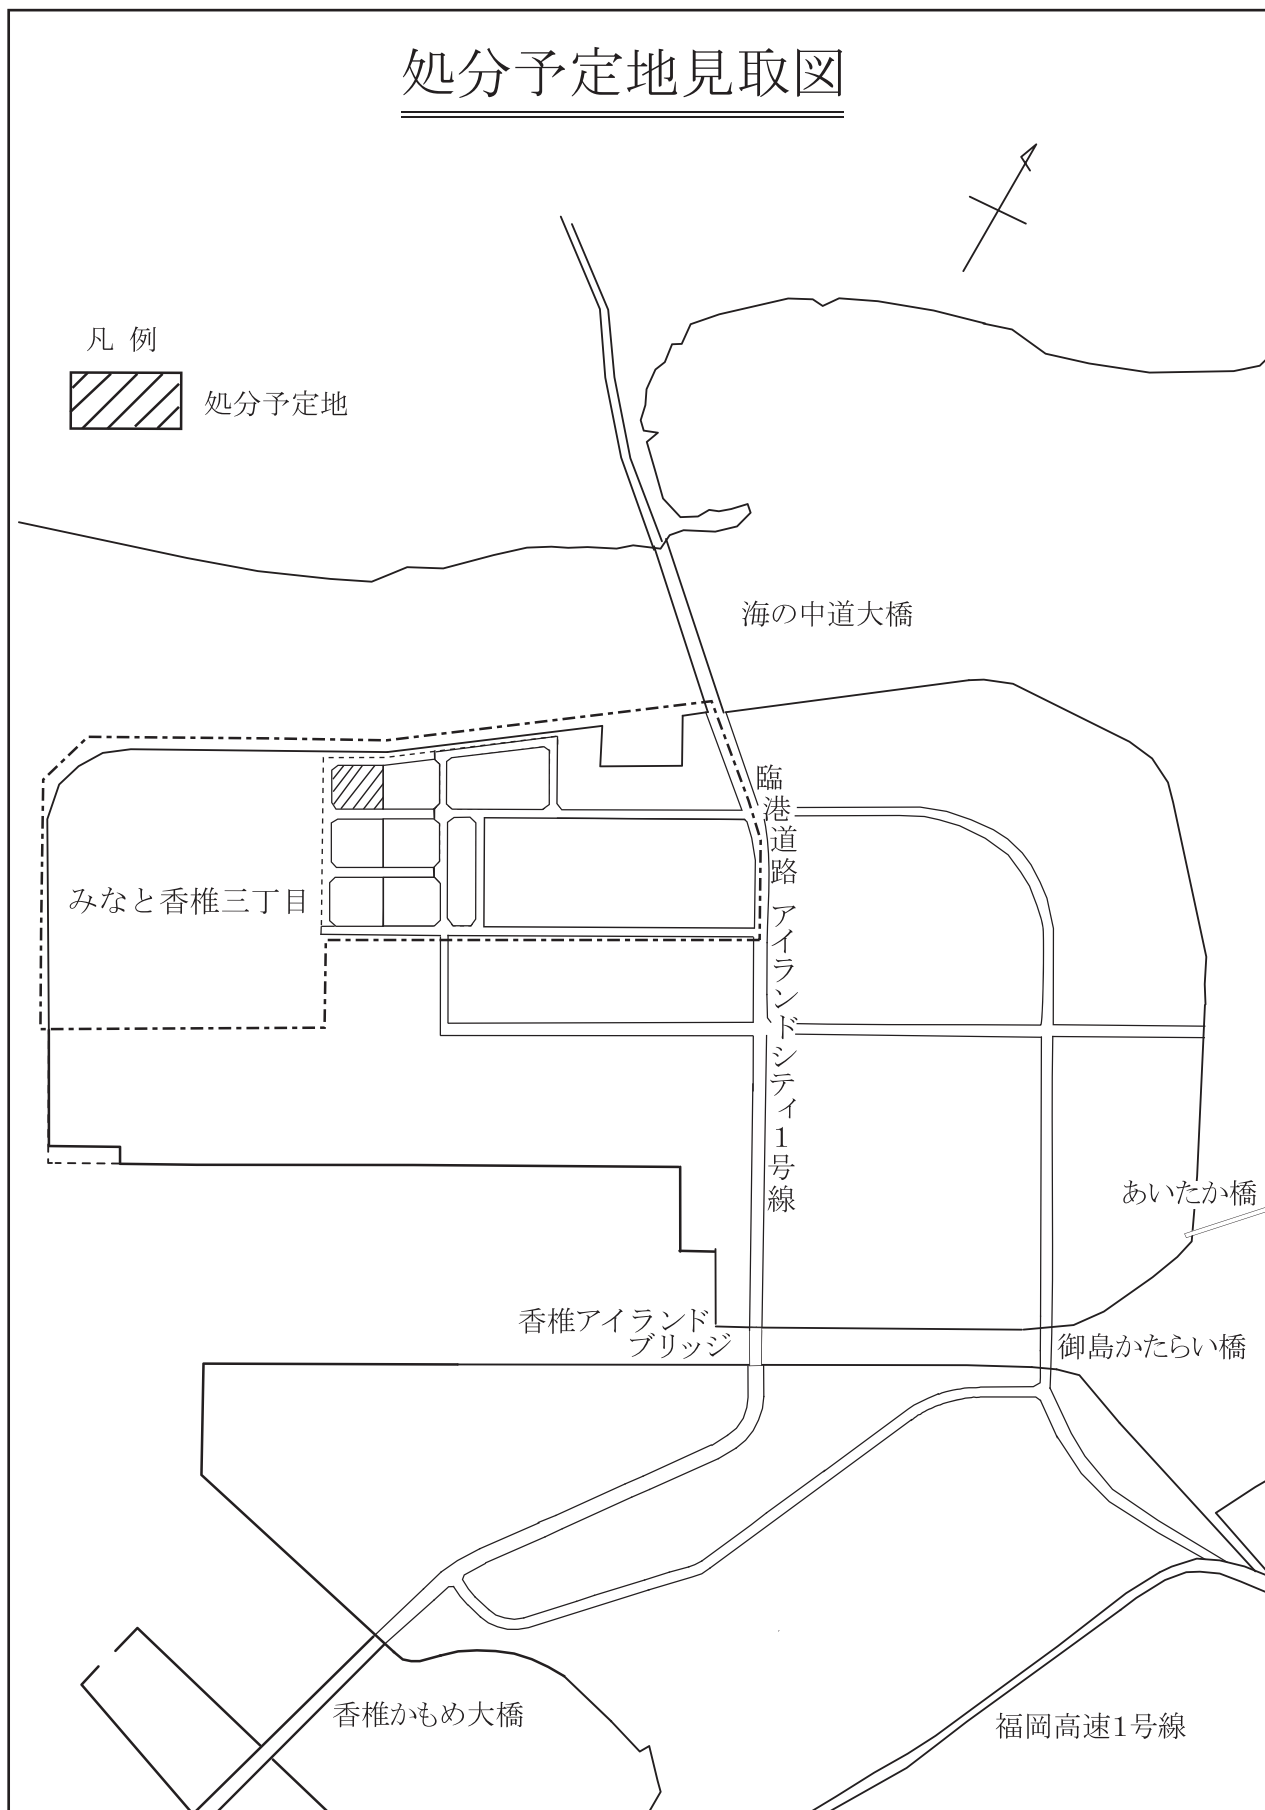 処分予定地見取図
凡 例
処分予定地
海の中道大橋
臨港道路 アイランドシティ1号線
みなと香椎三丁目
あいたか橋
香椎アイランド
ブリッジ
御島かたらい橋
香椎かもめ大橋
福岡高速1号線